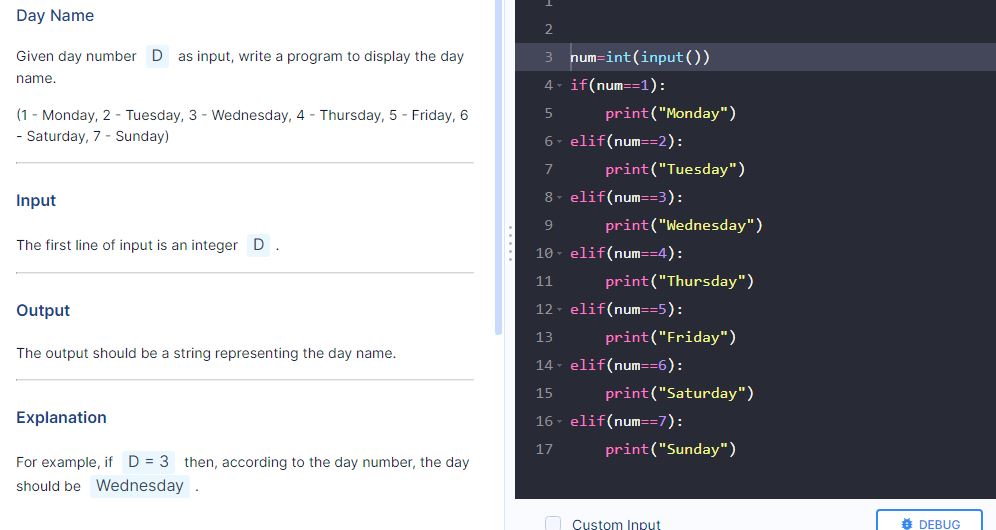 Day Name
Given day number D as input, write a program to display the day
name.
(1 - Monday, 2 - Tuesday, 3 - Wednesday, 4 - Thursday, 5 - Friday, 6
- Saturday, 7 - Sunday)
Input
The first line of input is an integer D .
Output
The output should be a string representing the day name.
Explanation
For example, if D = 3 then, according to the day number, the day
should be Wednesday .
1
2
3 num=int(input())
4 if(num==1):
5     print("Monday")
6 elif(num==2):
7     print("Tuesday")
8 elif(num==3):
9     print("Wednesday")
10 elif(num==4):
11     print("Thursday")
12 elif(num==5):
13     print("Friday")
14 elif(num==6):
15     print("Saturday")
16 elif(num==7):
17     print("Sunday")
Custom Input
DEBUG